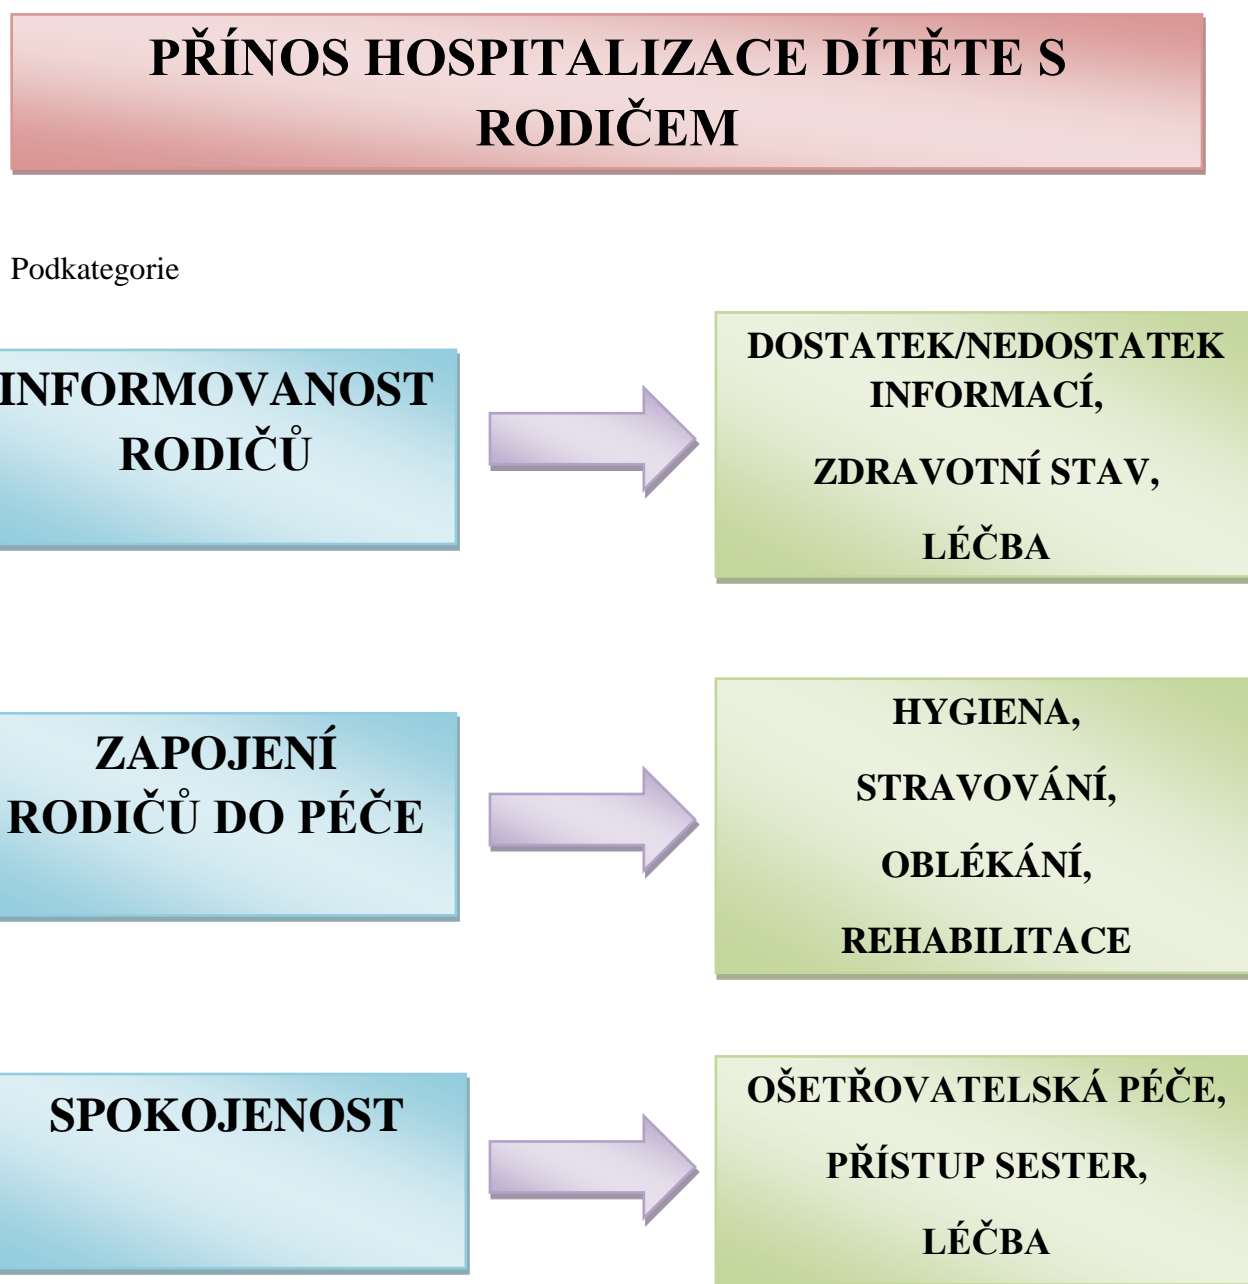 PŘÍNOS HOSPITALIZACE DÍTĚTE S
RODIČEM
Podkategorie
INFORMOVANOST
RODIČŮ
DOSTATEK/NEDOSTATEK
INFORMACÍ,
ZDRAVOTNÍ STAV,
LÉČBA
ZAPOJENÍ
RODIČŮ DO PÉČE
HYGIENA,
STRAVOVÁNÍ,
OBLÉKÁNÍ,
REHABILITACE
SPOKOJENOST
OŠETŘOVATELSKÁ PÉČE,
PŘÍSTUP SESTER,
LÉČBA